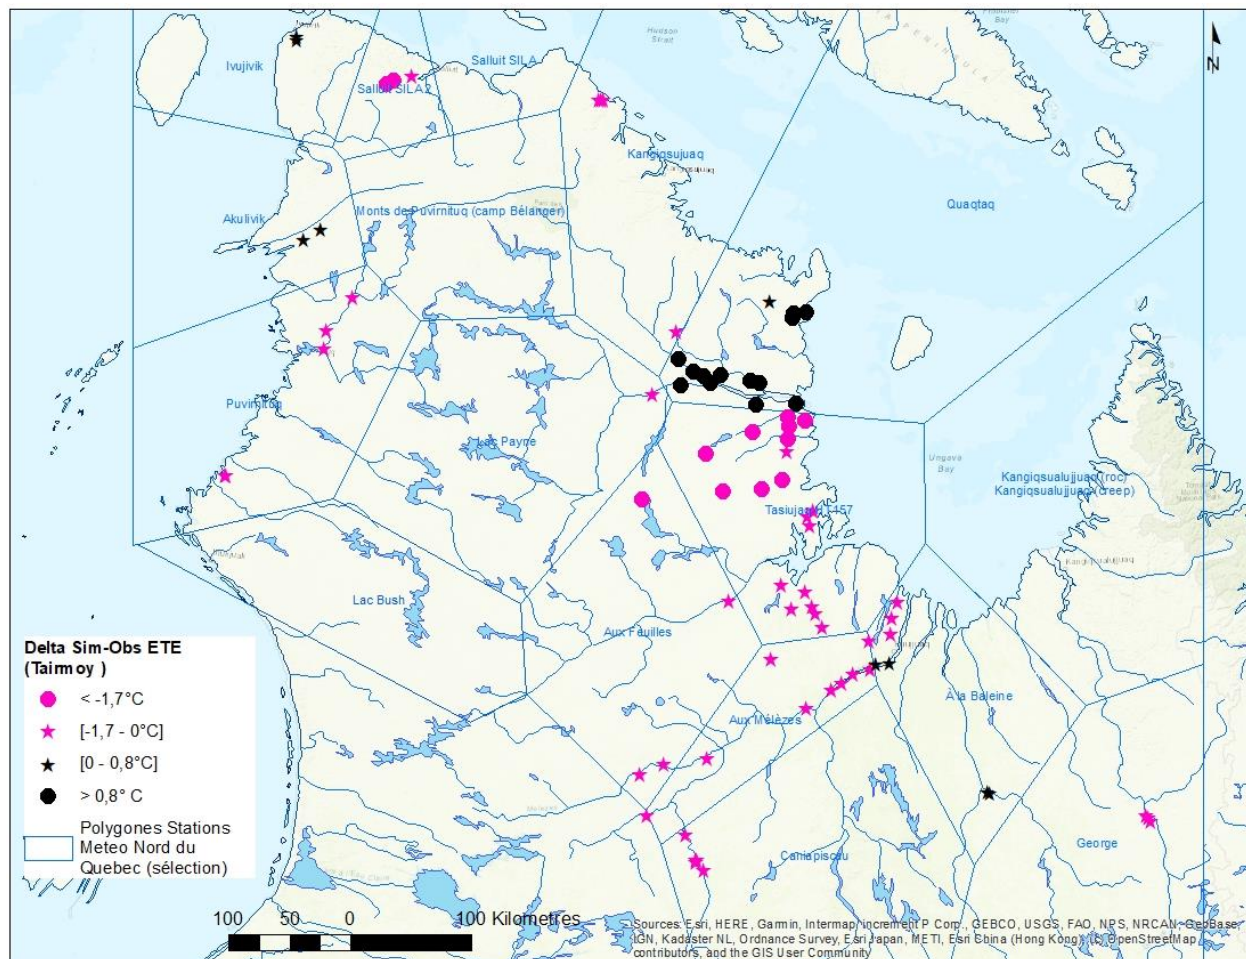 Hudson
Strait
Bay
N
Ivujivik
Salluit SILA
Salluit SILA 2
Kangiqsujuaq
Quaqtaq
Akulivik
Monts de Puvirnituq (camp Bélanger)
Puvirnituq
Lac Payne
Ungava
Bay
Kangiqsualujjuaq (roc)
Kangiqsualujjuaq (creep)
Lac Bush
Aux Feuilles
À la Baleine
Aux Mélèzes
Caniapiscau
George
Delta Sim-Obs ETE
(Tairmoy )
< -1,7°C
[-1,7 - 0°C]
[0 - 0,8°C]
> 0,8° C
Polygones Stations
Meteo Nord du
Quebec (sélection)
100 50 0 100 Kilometres
Sources: Esri, HERE, Garmin, Intermap, increment P Corp., GEBCO, USGS, FAO, NPS, NRCAN, GeoBase,
IGN, Kadaster NL, Ordnance Survey, Esri Japan, METI, Esri China (Hong Kong), (c) OpenStreetMap
contributors, and the GIS User Community